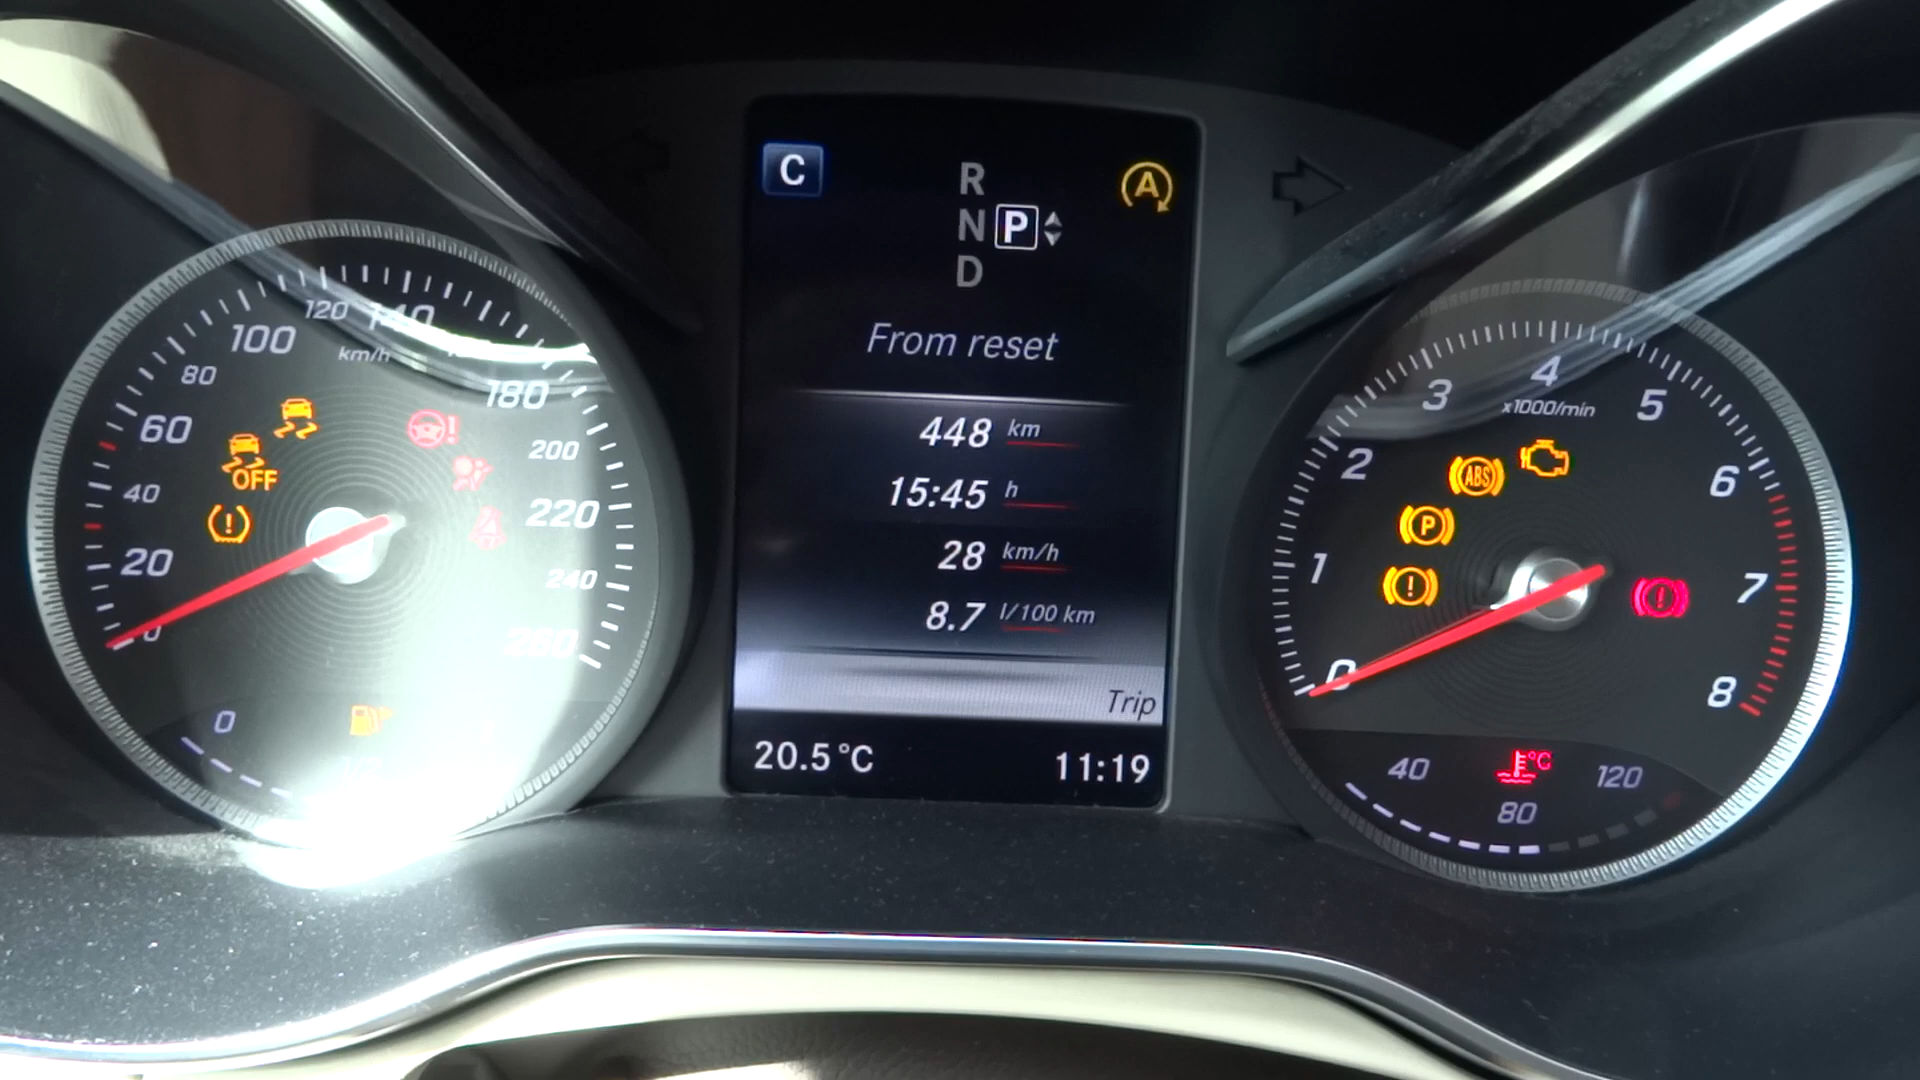 C
R
N P
D
A
From reset
448 km
15:45 h
28 km/h
8.7 l/100 km
Trip
20.5°C
11:19
0
20
40
60
80
100
120
140
km/h
180
200
220
240
260
OFF
0
0
1
2
3
4
5
6
7
8
x1000/min
ABS
P
°C
40
80
120